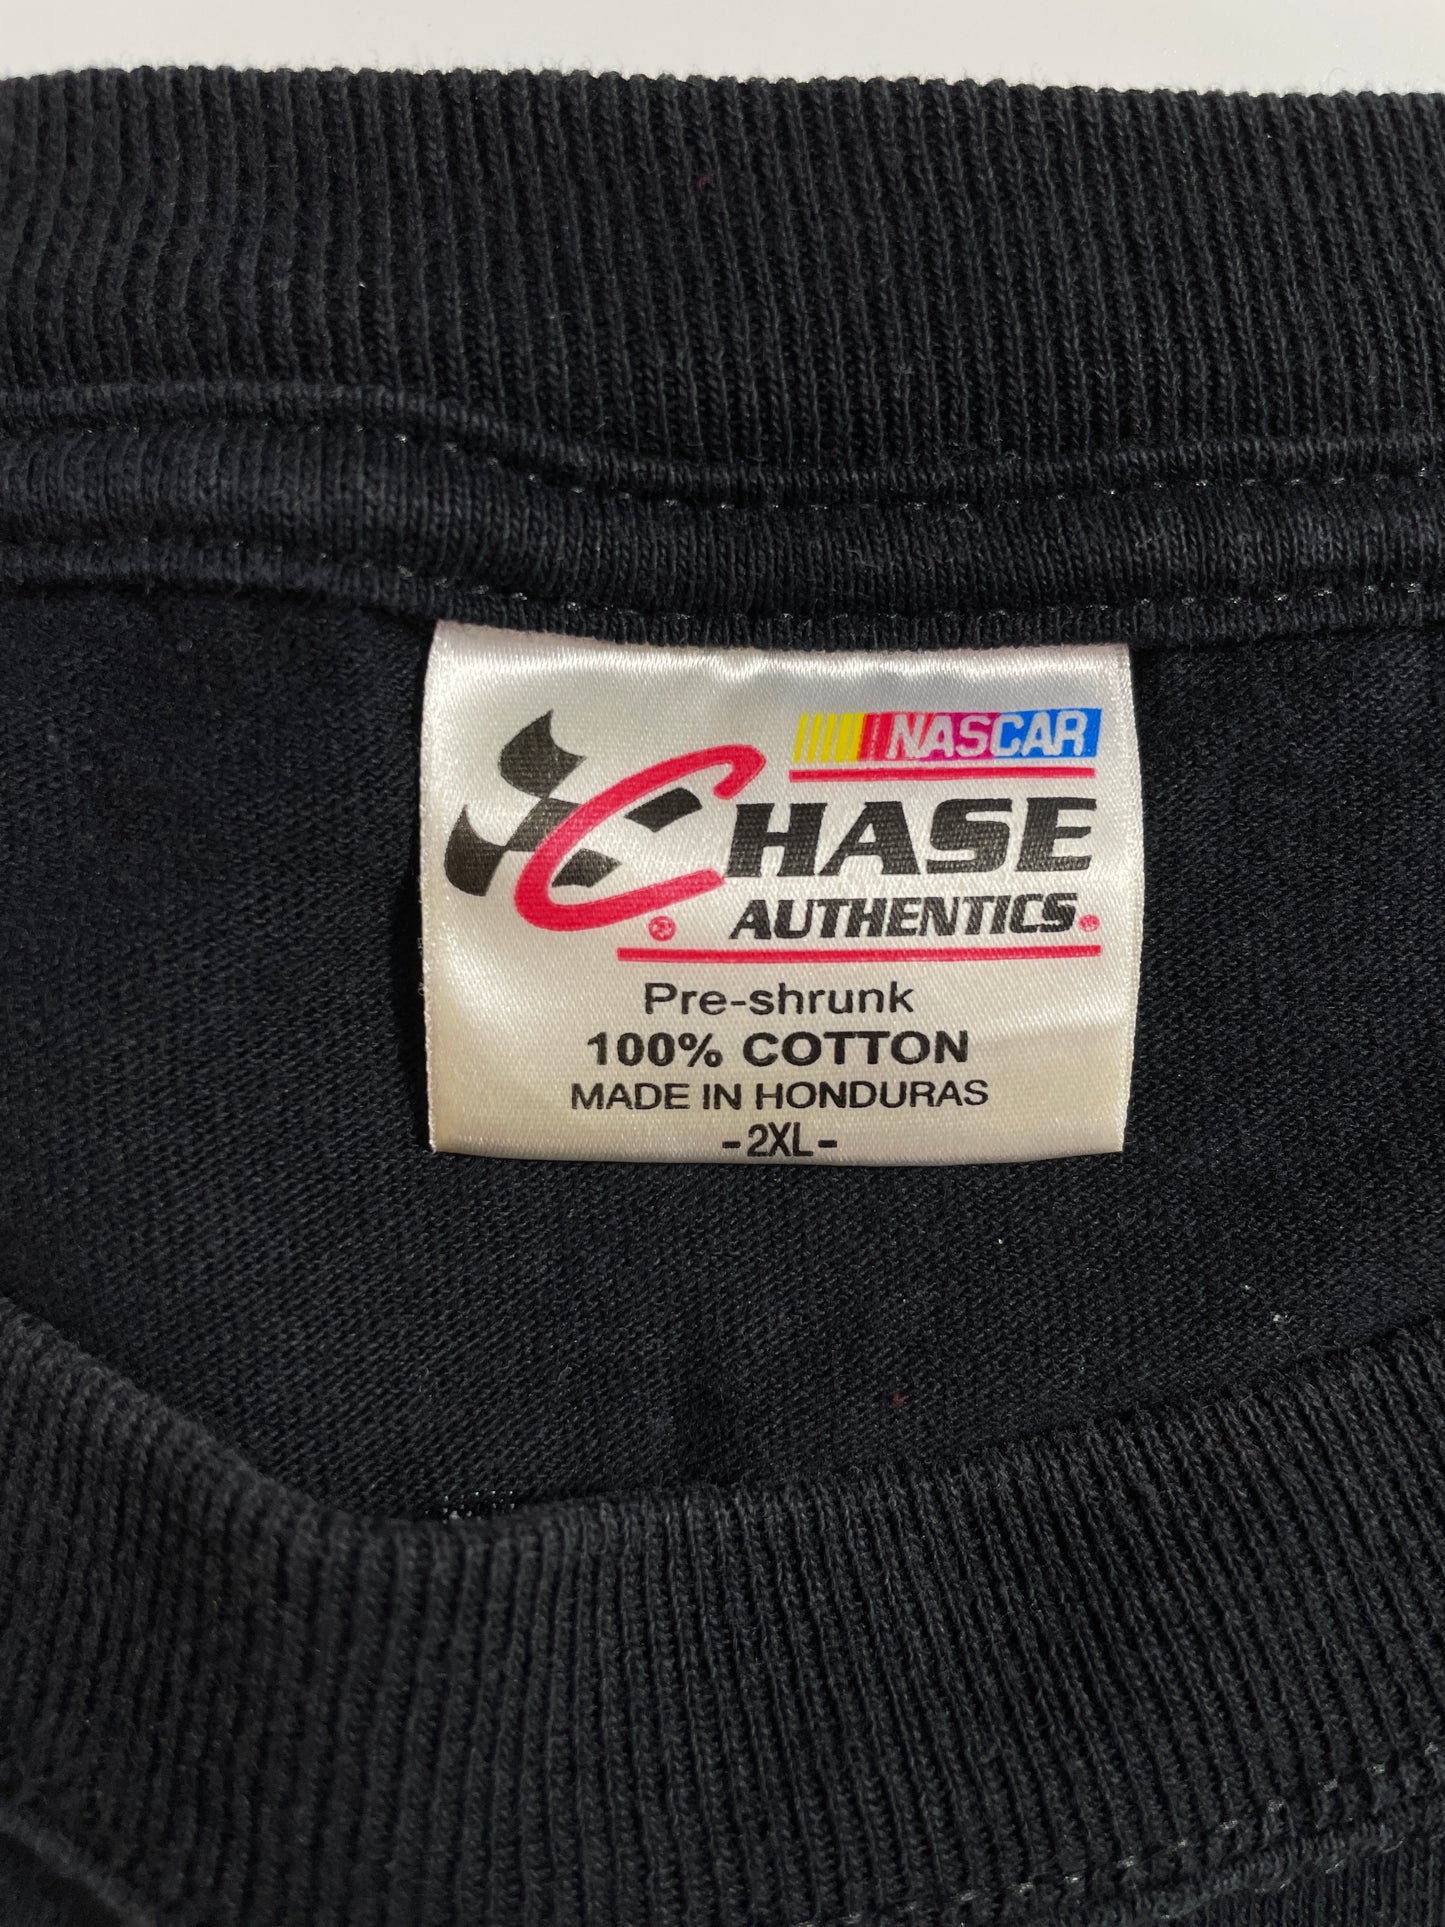 NASCAR
CHASE
AUTHENTICS®
®
Pre-shrunk
100% COTTON
MADE IN HONDURAS
-2XL-